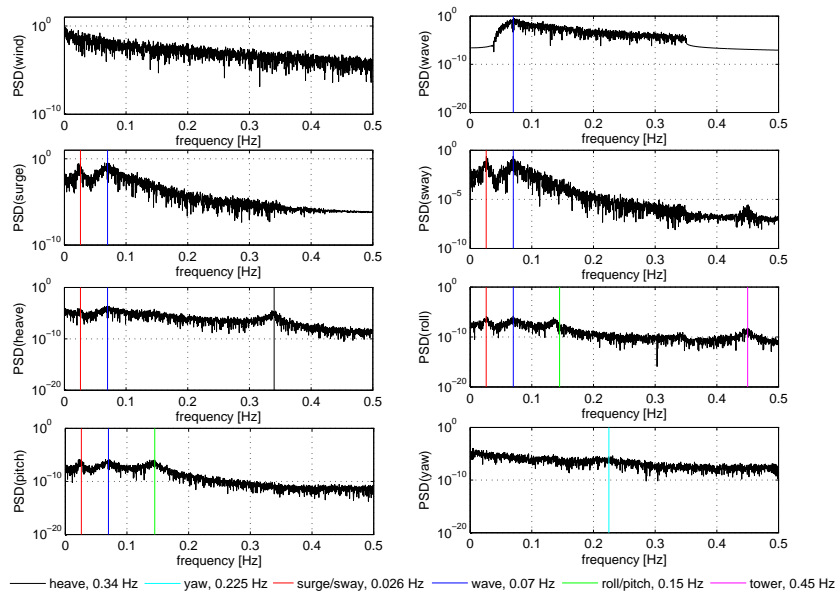 10^0
10^-10
PSD(wind)
0 0.1 0.2 0.3 0.4 0.5
frequency [Hz]
10^0
10^-10
10^-20
PSD(wave)
0 0.1 0.2 0.3 0.4 0.5
frequency [Hz]
10^0
10^-10
PSD(surge)
0 0.1 0.2 0.3 0.4 0.5
frequency [Hz]
10^0
10^-5
10^-10
PSD(sway)
0 0.1 0.2 0.3 0.4 0.5
frequency [Hz]
10^0
10^-10
10^-20
PSD(heave)
0 0.1 0.2 0.3 0.4 0.5
frequency [Hz]
10^0
10^-10
10^-20
PSD(roll)
0 0.1 0.2 0.3 0.4 0.5
frequency [Hz]
10^0
10^-10
10^-20
PSD(pitch)
0 0.1 0.2 0.3 0.4 0.5
frequency [Hz]
10^0
10^-10
10^-20
PSD(yaw)
0 0.1 0.2 0.3 0.4 0.5
frequency [Hz]
heave, 0.34 Hz yaw, 0.225 Hz surge/sway, 0.026 Hz wave, 0.07 Hz roll/pitch, 0.15 Hz tower, 0.45 Hz